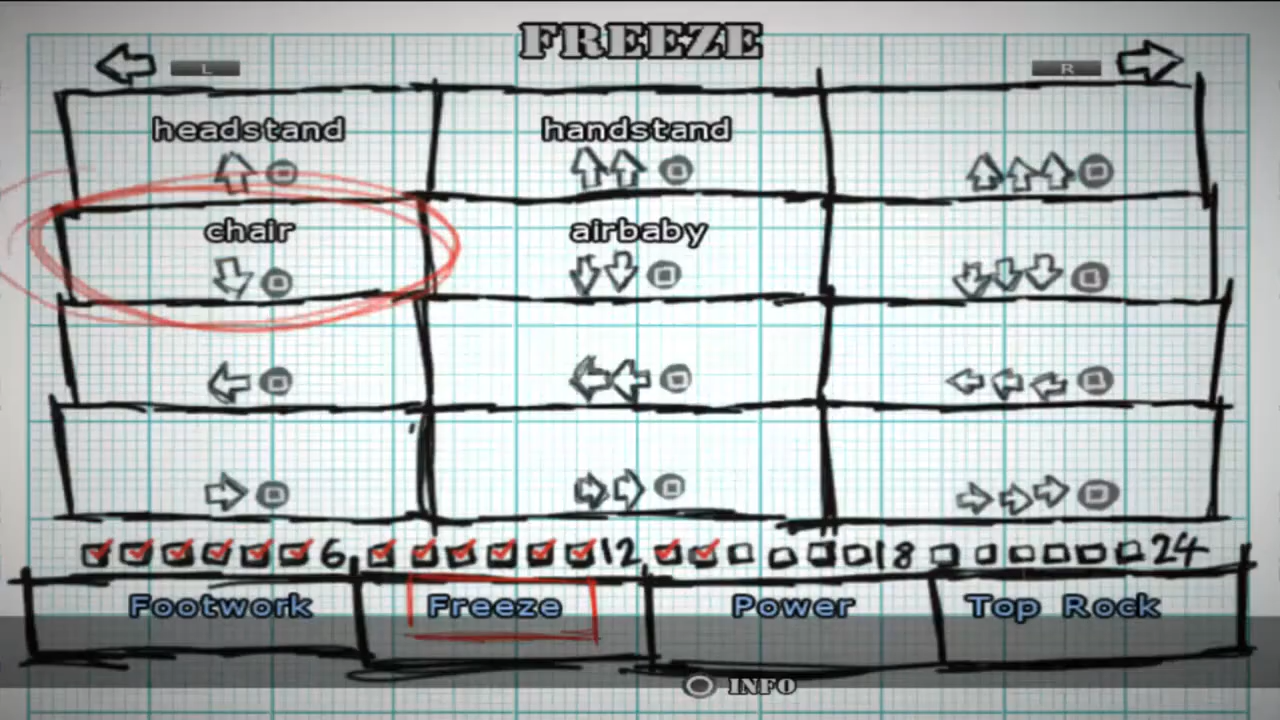 FREEZE
L R
headstand handstand
chair airbaby
6 12 18 24
Footwork Freeze Power Top Rock
INFO